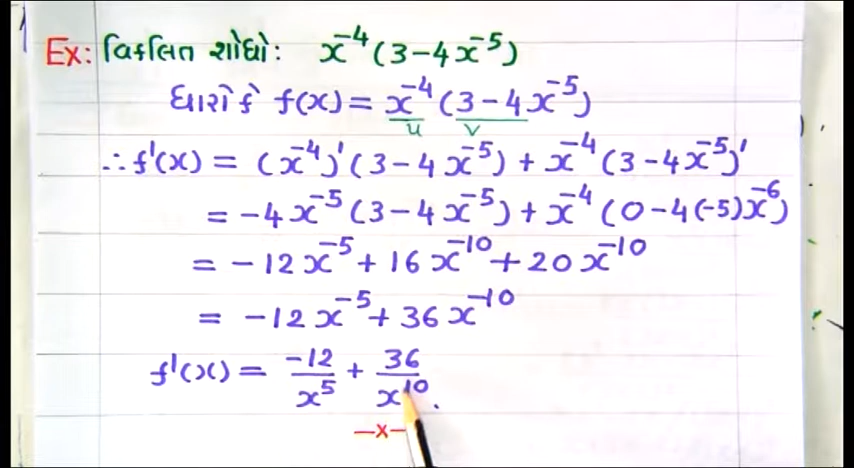 Ex: વિકલિત શોધો: x⁻⁴(3-4x⁻⁵)
ધારો કે f(x) = x⁻⁴(3-4x⁻⁵)
u v
∴ f'(x) = (x⁻⁴)'(3-4x⁻⁵) + x⁻⁴(3-4x⁻⁵)'
= -4x⁻⁵(3-4x⁻⁵) + x⁻⁴(0-4(-5)x⁻⁶)
= -12x⁻⁵ + 16x⁻¹⁰ + 20x⁻¹⁰
= -12x⁻⁵ + 36x⁻¹⁰
f'(x) = -12/x⁵ + 36/x¹⁰.
—x—